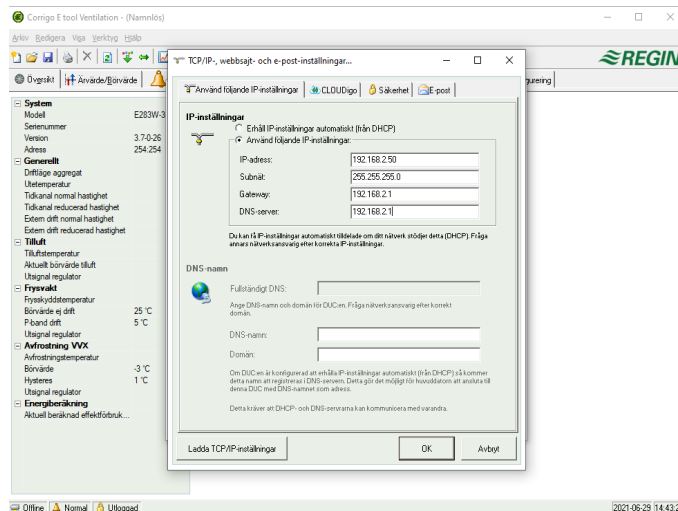 Corrigo E tool Ventilation - (Namnlös)
Arkiv Redigera Visa Verktyg Hjälp
REGIN
Översikt Ärvärde/Börvärde
gurering
System
Modell E283W-3
Serienummer
Version 3.7-0-26
Adress 254:254
Generellt
Driftläge aggregat
Utetemperatur
Tidkanal normal hastighet
Tidkanal reducerad hastighet
Extern drift normal hastighet
Extern drift reducerad hastighet
Tilluft
Tilluftstemperatur
Aktuellt börvärde tilluft
Utsignal regulator
Frysvakt
Frysskyddstemperatur
Börvärde ej drift 25 °C
P-band drift 5 °C
Utsignal regulator
Avfrostning VVX
Avfrostningstemperatur
Börvärde -3 °C
Hysteres 1 °C
Utsignal regulator
Energiberäkning
Aktuell beräknad effektförbruk...
TCP/IP-, webbsajt- och e-post-inställningar...
Använd följande IP-inställningar CLOUDigo Säkerhet E-post
IP-inställningar
Erhåll IP-inställningar automatiskt (från DHCP)
Använd följande IP-inställningar:
IP-adress: 192.168.2.50
Subnät: 255.255.255.0
Gateway: 192.168.2.1
DNS-server: 192.168.2.1
Du kan få IP-inställningar automatiskt tilldelade om ditt nätverk stödjer detta (DHCP). Fråga
annars nätverksansvarig efter korrekta IP-inställningar.
DNS-namn
Fullständigt DNS:
Ange DNS-namn och domän för DUC:en. Fråga nätverksansvarig efter korrekt
domän.
DNS-namn:
Domän:
Om DUC:en är konfigurerad att erhålla IP-inställningar automatiskt (från DHCP) så kommer
detta namn att registreras i DNS-servern. Detta gör det möjligt för huvuddatorn att ansluta till
denna DUC med DNS-namnet som adress.
Detta kräver att DHCP- och DNS-servrarna kan kommunicera med varandra.
Ladda TCP/IP-inställningar OK Avbryt
Offline Normal Utloggad 2021-06-29 14:43:2